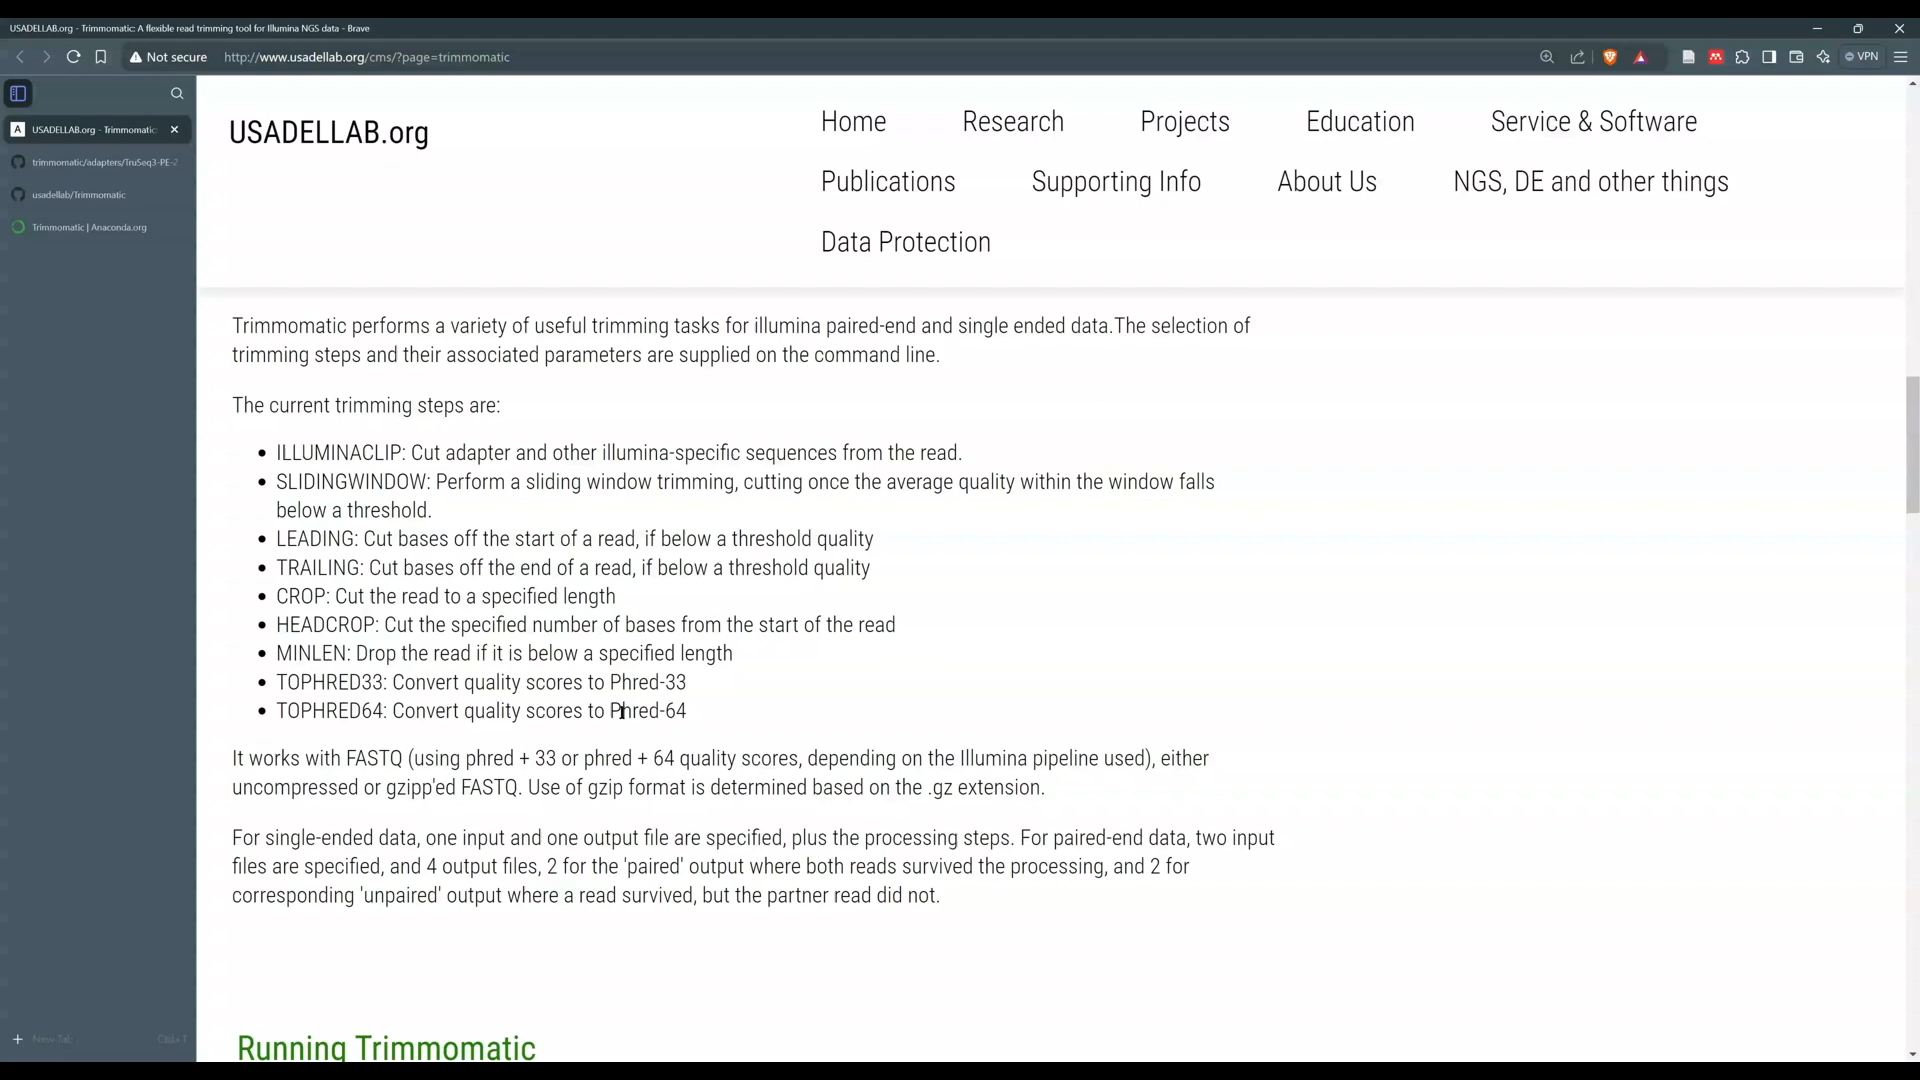 USADELLAB.org - Trimmomatic: A flexible read trimming tool for Illumina NGS data - Brave
Not secure http://www.usadellab.org/cms/?page=trimmomatic
VPN
USADELLAB.org - Trimmomatic:
trimmomatic/adapters/TruSeq3-PE-2
usadellab/Trimmomatic
Trimmomatic | Anaconda.org
USADELLAB.org
Home Research Projects Education Service & Software
Publications Supporting Info About Us NGS, DE and other things
Data Protection
Trimmomatic performs a variety of useful trimming tasks for illumina paired-end and single ended data.The selection of
trimming steps and their associated parameters are supplied on the command line.
The current trimming steps are:
• ILLUMINACLIP: Cut adapter and other illumina-specific sequences from the read.
• SLIDINGWINDOW: Perform a sliding window trimming, cutting once the average quality within the window falls
below a threshold.
• LEADING: Cut bases off the start of a read, if below a threshold quality
• TRAILING: Cut bases off the end of a read, if below a threshold quality
• CROP: Cut the read to a specified length
• HEADCROP: Cut the specified number of bases from the start of the read
• MINLEN: Drop the read if it is below a specified length
• TOPHRED33: Convert quality scores to Phred-33
• TOPHRED64: Convert quality scores to Phred-64
It works with FASTQ (using phred + 33 or phred + 64 quality scores, depending on the Illumina pipeline used), either
uncompressed or gzipp'ed FASTQ. Use of gzip format is determined based on the .gz extension.
For single-ended data, one input and one output file are specified, plus the processing steps. For paired-end data, two input
files are specified, and 4 output files, 2 for the 'paired' output where both reads survived the processing, and 2 for
corresponding 'unpaired' output where a read survived, but the partner read did not.
New Tab Ctrl+T
Running Trimmomatic